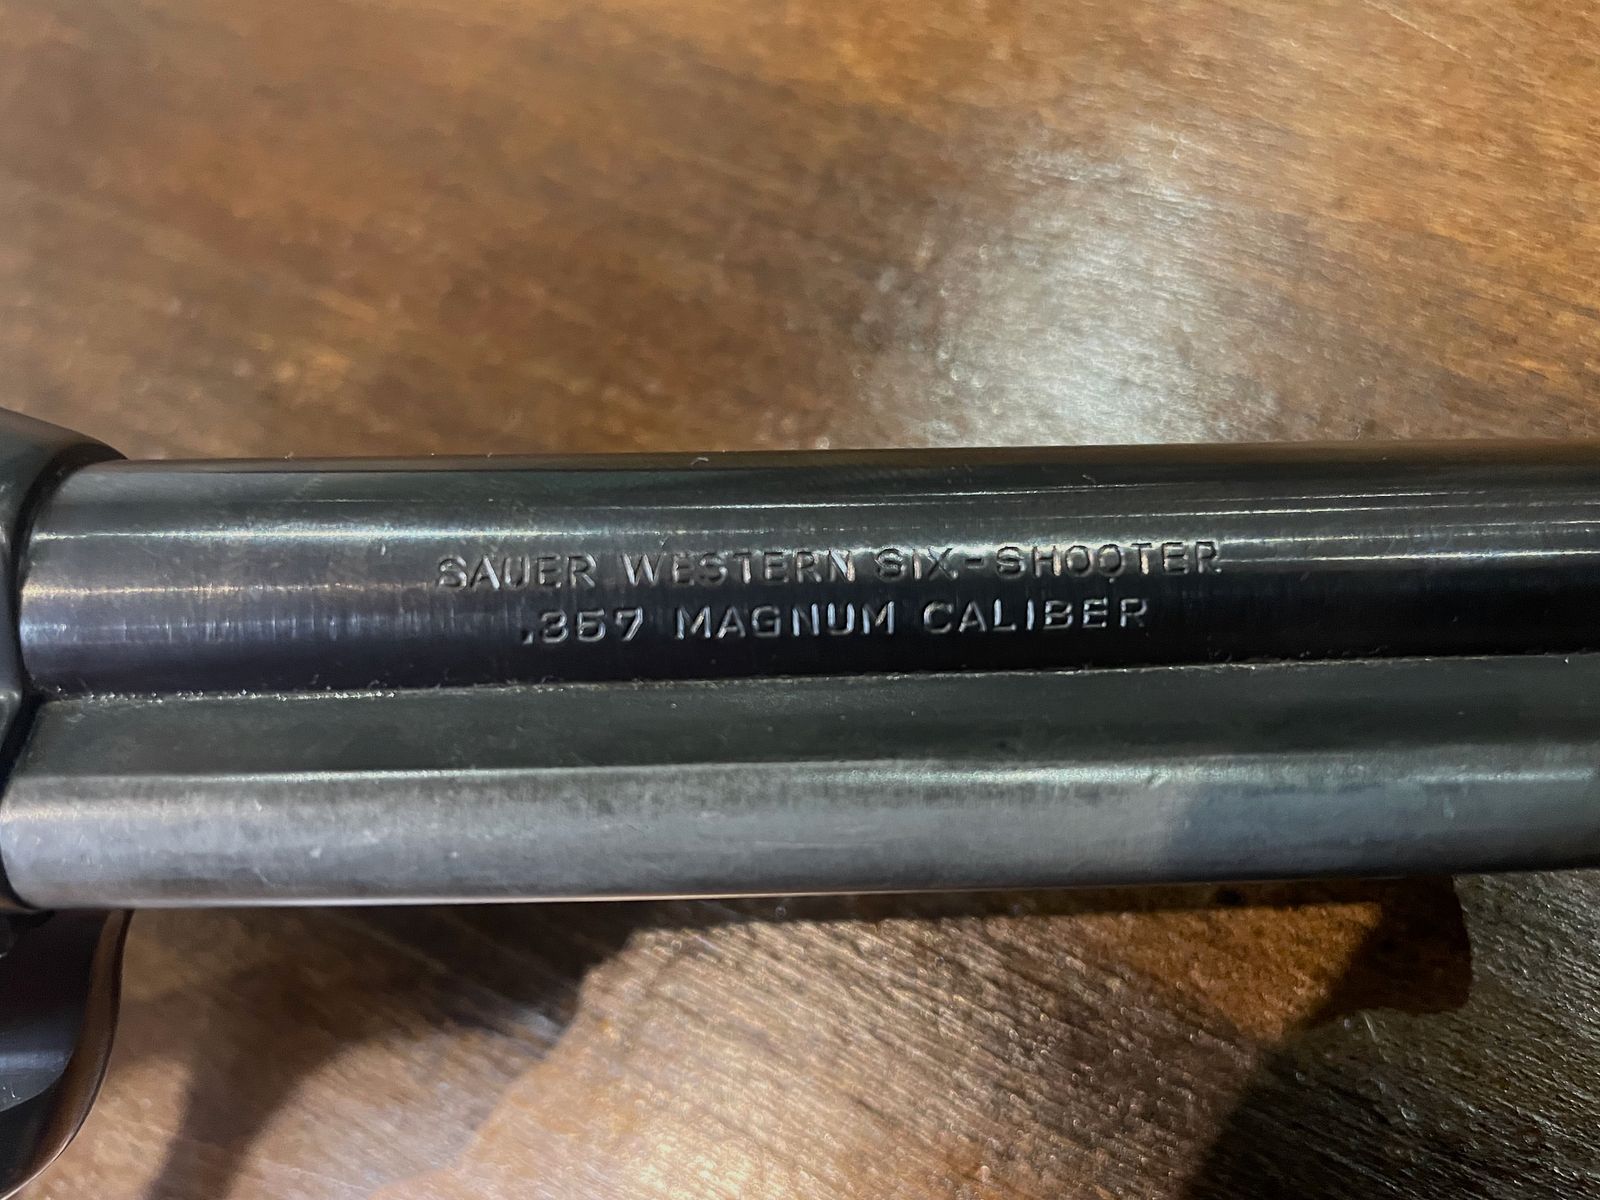 SAUER WESTERN SIX-SHOOTER
.357 MAGNUM CALIBER